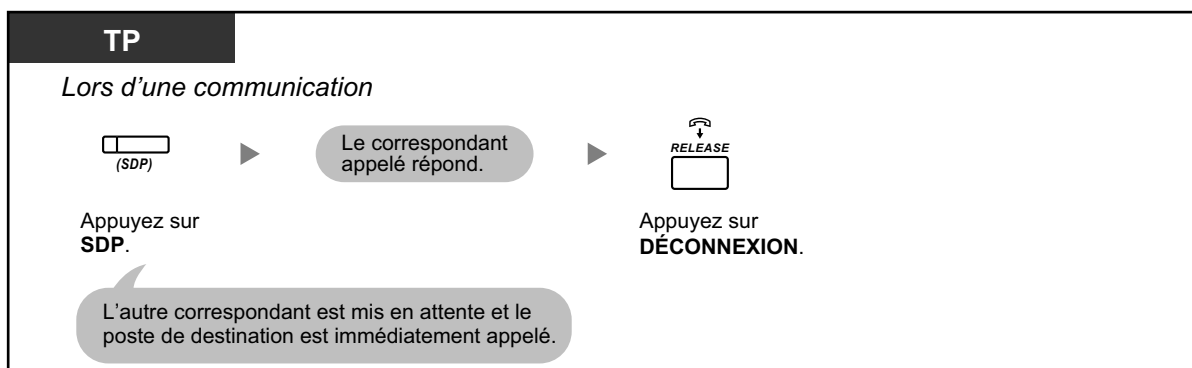 TP
Lors d’une communication
(SDP)
Le correspondant
appelé répond.
RELEASE
Appuyez sur
SDP.
Appuyez sur
DÉCONNEXION.
L’autre correspondant est mis en attente et le
poste de destination est immédiatement appelé.